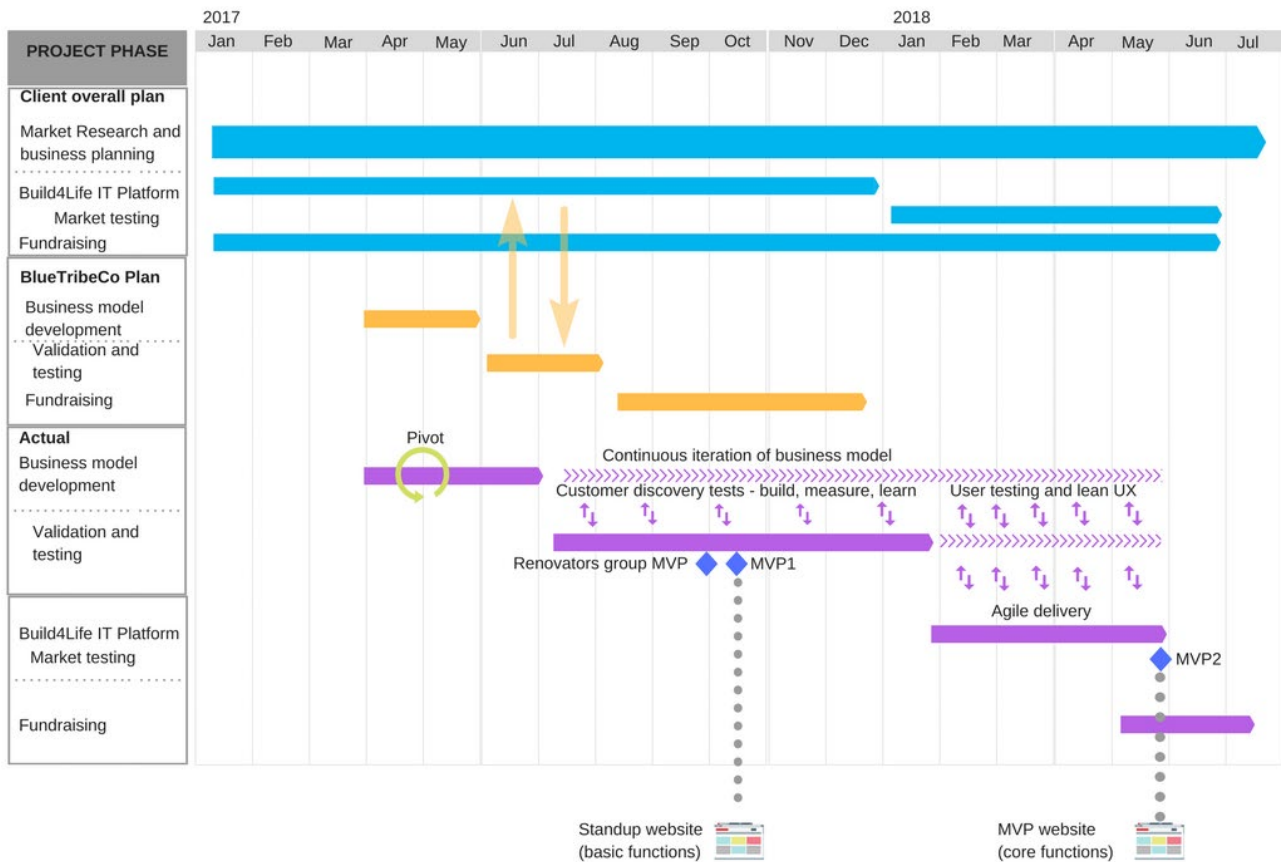 2017
2018
Jan Feb Mar Apr May Jun Jul Aug Sep Oct Nov Dec Jan Feb Mar Apr May Jun Jul
PROJECT PHASE
Client overall plan
Market Research and
business planning
Build4Life IT Platform
Market testing
Fundraising
BlueTribeCo Plan
Business model
development
Validation and
testing
Fundraising
Actual
Business model
development
Pivot
Continuous iteration of business model
Customer discovery tests - build, measure, learn
User testing and lean UX
Validation and
testing
Renovators group MVP
MVP1
Agile delivery
Build4Life IT Platform
Market testing
MVP2
Fundraising
Standup website
(basic functions)
MVP website
(core functions)